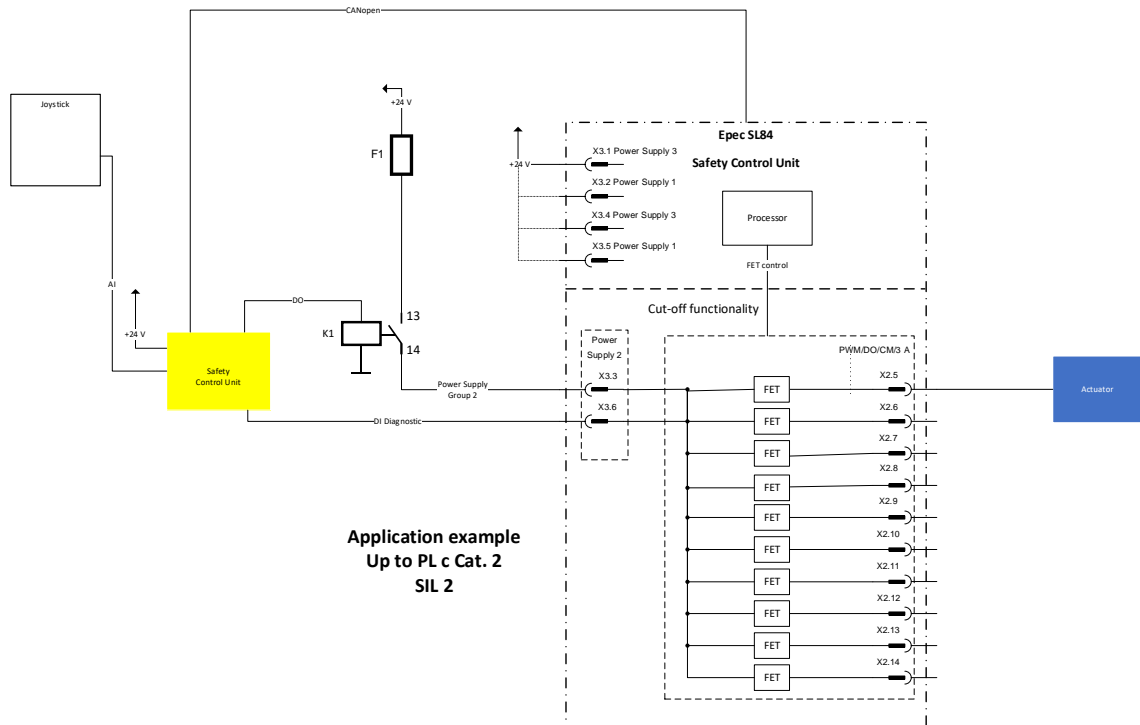 CANopen
Joystick
+24 V
F1
AI
+24 V
Safety
Control Unit
DO
K1
13
14
Power Supply
Group 2
DI Diagnostic
Epec SL84
Safety Control Unit
+24 V
X3.1 Power Supply 3
X3.2 Power Supply 1
X3.4 Power Supply 3
X3.5 Power Supply 1
Processor
FET control
Cut-off functionality
Power
Supply 2
X3.3
X3.6
PWM/DO/CM/3 A
FET
X2.5
FET
X2.6
FET
X2.7
FET
X2.8
FET
X2.9
FET
X2.10
FET
X2.11
FET
X2.12
FET
X2.13
FET
X2.14
Actuator
Application example
Up to PL c Cat. 2
SIL 2